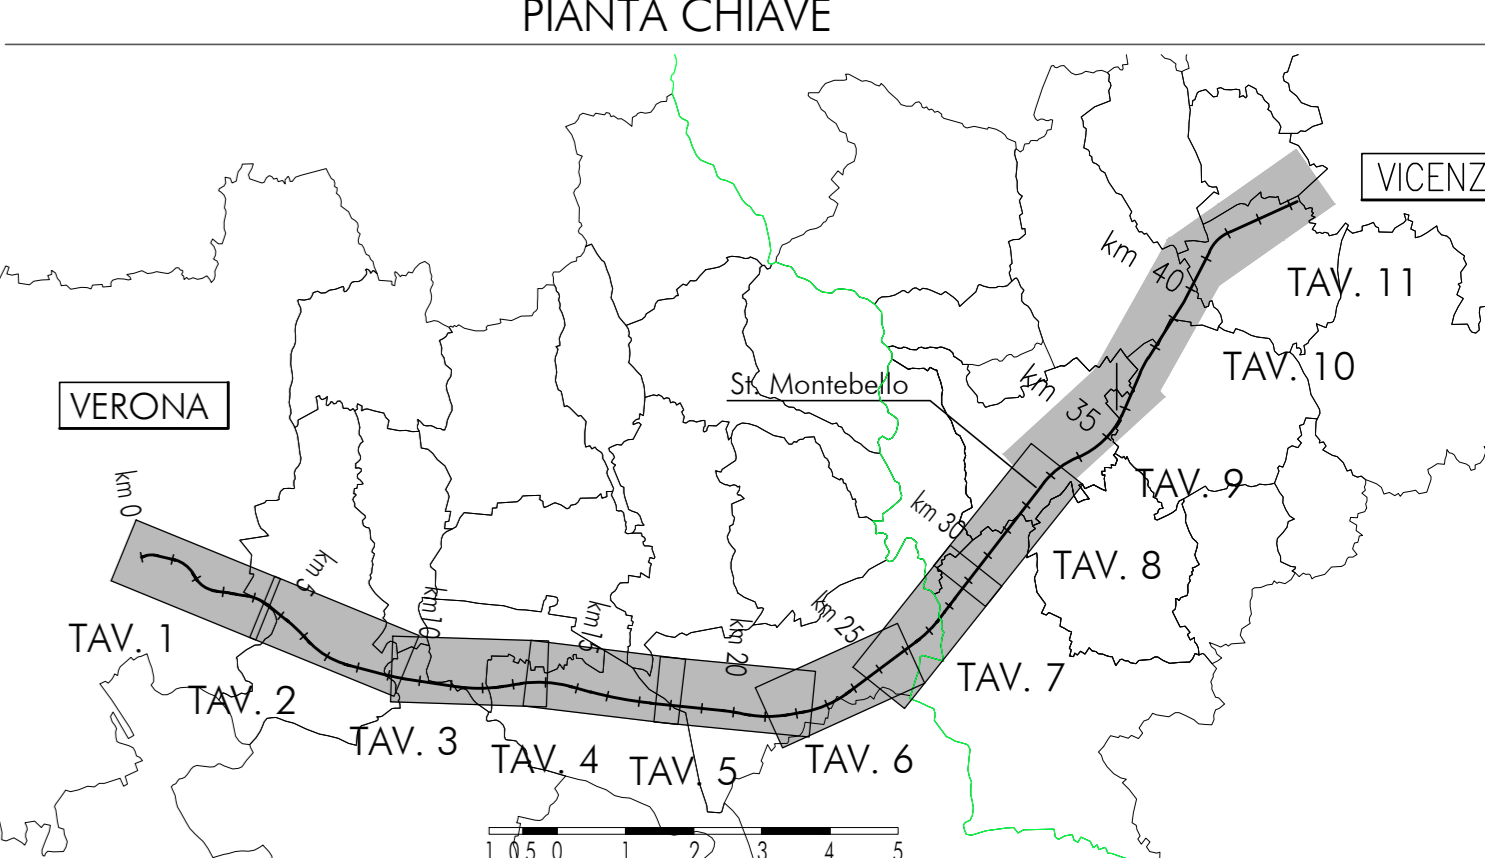 PIANTA CHIAVE
VICENZ
km 40
TAV. 11
TAV. 10
St. Montebello
km 35
VERONA
km 0
TAV. 9
km 30
TAV. 8
km 5
km 10
km 15
km 20
km 25
TAV. 1
TAV. 7
TAV. 2
TAV. 3
TAV. 4
TAV. 5
TAV. 6
1 0.5 0 1 2 3 4 5